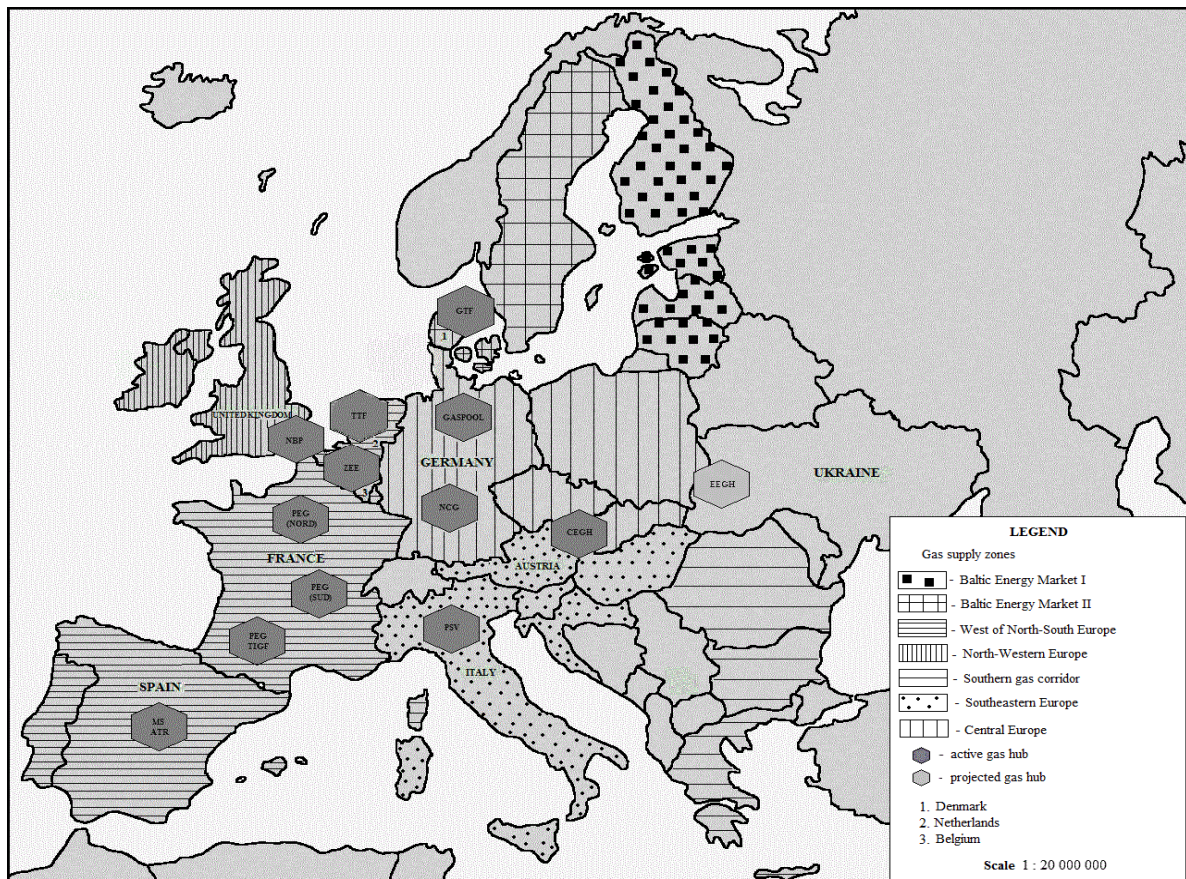 GTF
1
UNITED KINGDOM
TTF
GASPOOL
NBP
2
ZEE
GERMANY
UKRAINE
EEGH
3
PEG
(NORD)
NCG
CEGH
FRANCE
AUSTRIA
PEG
(SUD)
PEG
TIGF
PSV
ITALY
SPAIN
MS
ATR
LEGEND
Gas supply zones
- Baltic Energy Market I
- Baltic Energy Market II
- West of North-South Europe
- North-Western Europe
- Southern gas corridor
- Southeastern Europe
- Central Europe
- active gas hub
- projected gas hub
1. Denmark
2. Netherlands
3. Belgium
Scale 1 : 20 000 000